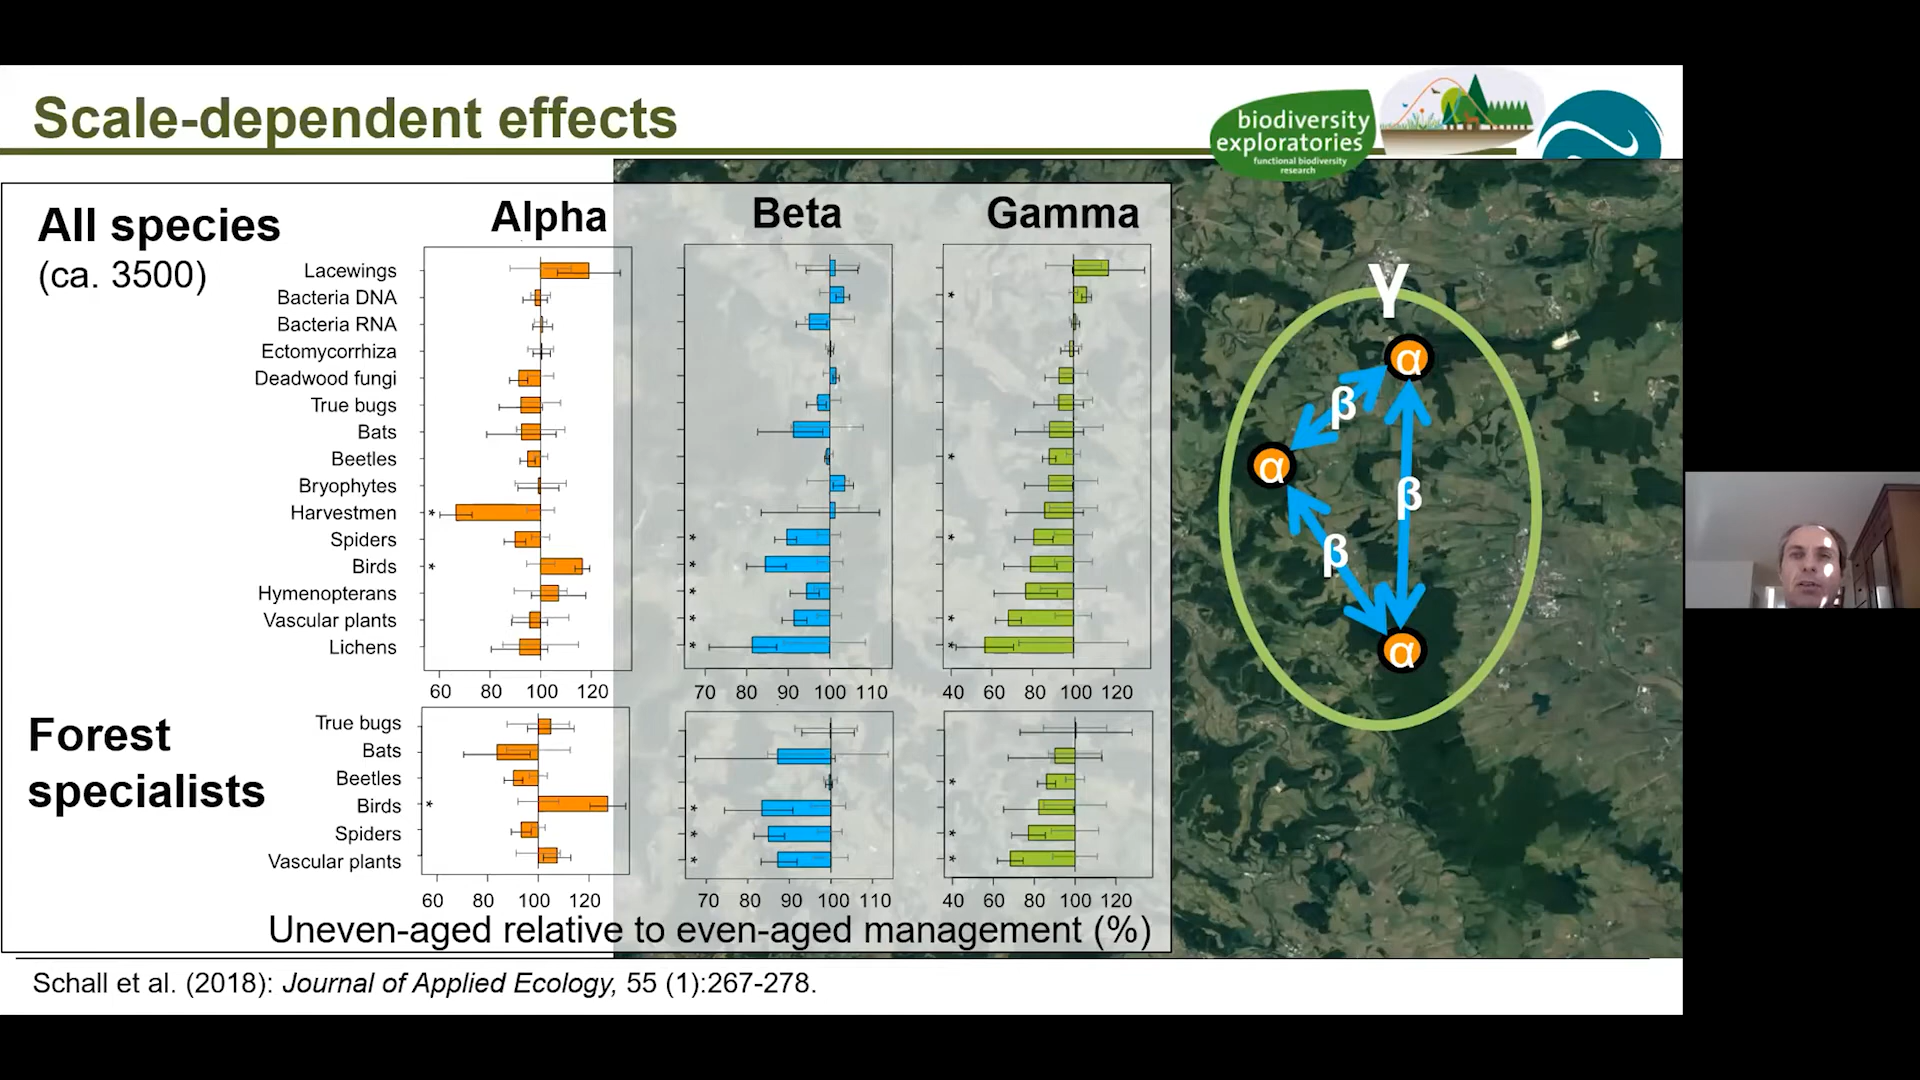 Scale-dependent effects
biodiversity
exploratories
functional biodiversity
research
All species
(ca. 3500)
Alpha
Beta
Gamma
Lacewings
Bacteria DNA
*
Bacteria RNA
Ectomycorrhiza
Deadwood fungi
True bugs
Bats
Beetles
*
Bryophytes
Harvestmen
*
Spiders
* *
Birds
* *
Hymenopterans
*
Vascular plants
* *
Lichens
* *
60 80 100 120
70 80 90 100 110
40 60 80 100 120
Forest
specialists
True bugs
Bats
Beetles
*
Birds
* *
Spiders
* *
Vascular plants
* *
60 80 100 120
70 80 90 100 110
40 60 80 100 120
Uneven-aged relative to even-aged management (%)
γ
α
β
α
β
β
α
Schall et al. (2018): Journal of Applied Ecology, 55 (1):267-278.